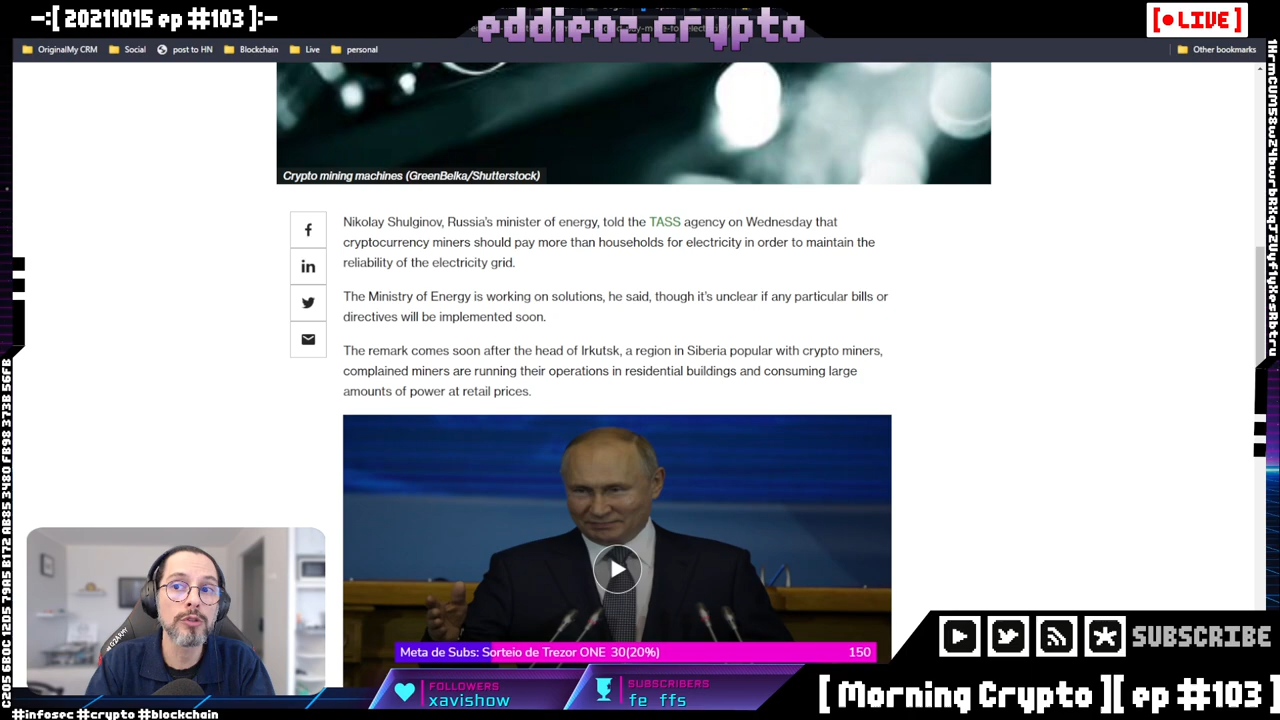 –:[ 20211015 ep #103 ]:–
eddieoz.crypto
[ ● LIVE ]
OriginalMy CRM
Social
post to HN
Blockchain
Live
personal
Other bookmarks
Crypto mining machines (GreenBelka/Shutterstock)
Nikolay Shulginov, Russia's minister of energy, told the TASS agency on Wednesday that
cryptocurrency miners should pay more than households for electricity in order to maintain the
reliability of the electricity grid.
The Ministry of Energy is working on solutions, he said, though it's unclear if any particular bills or
directives will be implemented soon.
The remark comes soon after the head of Irkutsk, a region in Siberia popular with crypto miners,
complained miners are running their operations in residential buildings and consuming large
amounts of power at retail prices.
Meta de Subs: Sorteio de Trezor ONE 30(20%)
150
FOLLOWERS
xavishow
SUBSCRIBERS
fe ffs
SUBSCRIBE
[ Morning Crypto ][ ep #103 ]
#infosec #crypto #blockchain